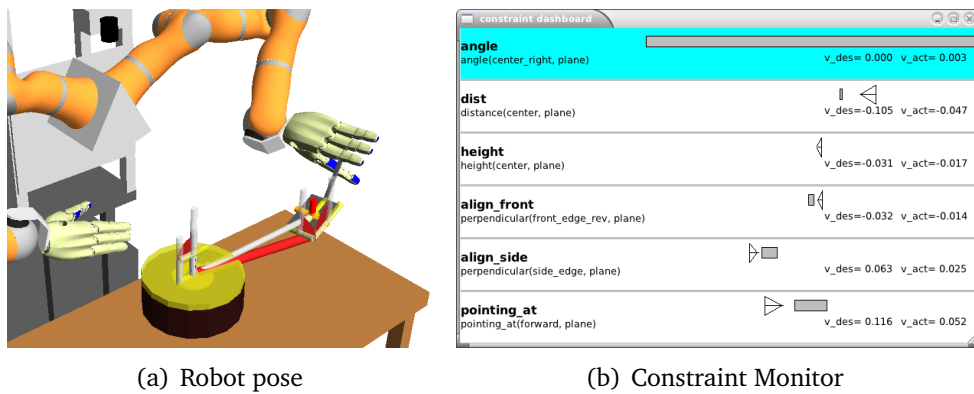 constraint dashboard
angle
angle(center_right, plane)
v_des= 0.000 v_act= 0.003
dist
distance(center, plane)
v_des=-0.105 v_act=-0.047
height
height(center, plane)
v_des=-0.031 v_act=-0.017
align_front
perpendicular(front_edge_rev, plane)
v_des=-0.032 v_act=-0.014
align_side
perpendicular(side_edge, plane)
v_des= 0.063 v_act= 0.025
pointing_at
pointing_at(forward, plane)
v_des= 0.116 v_act= 0.052
(a) Robot pose
(b) Constraint Monitor